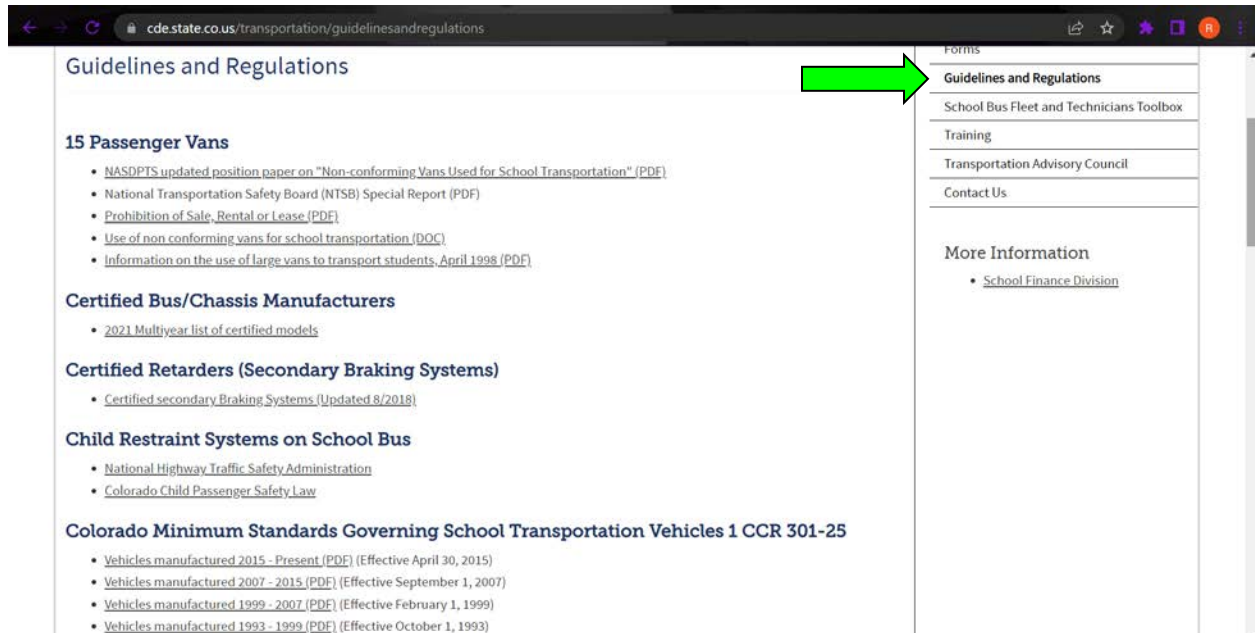 cde.state.co.us/transportation/guidelinesandregulations
R
Guidelines and Regulations
15 Passenger Vans
• NASDPTS updated position paper on "Non-conforming Vans Used for School Transportation" (PDF)
• National Transportation Safety Board (NTSB) Special Report (PDF)
• Prohibition of Sale, Rental or Lease (PDF)
• Use of non conforming vans for school transportation (DOC)
• Information on the use of large vans to transport students, April 1998 (PDF)
Certified Bus/Chassis Manufacturers
• 2021 Multiyear list of certified models
Certified Retarders (Secondary Braking Systems)
• Certified secondary Braking Systems (Updated 8/2018)
Child Restraint Systems on School Bus
• National Highway Traffic Safety Administration
• Colorado Child Passenger Safety Law
Colorado Minimum Standards Governing School Transportation Vehicles 1 CCR 301-25
• Vehicles manufactured 2015 - Present (PDF) (Effective April 30, 2015)
• Vehicles manufactured 2007 - 2015 (PDF) (Effective September 1, 2007)
• Vehicles manufactured 1999 - 2007 (PDF) (Effective February 1, 1999)
• Vehicles manufactured 1993 - 1999 (PDF) (Effective October 1, 1993)
Forms
Guidelines and Regulations
School Bus Fleet and Technicians Toolbox
Training
Transportation Advisory Council
Contact Us
More Information
• School Finance Division